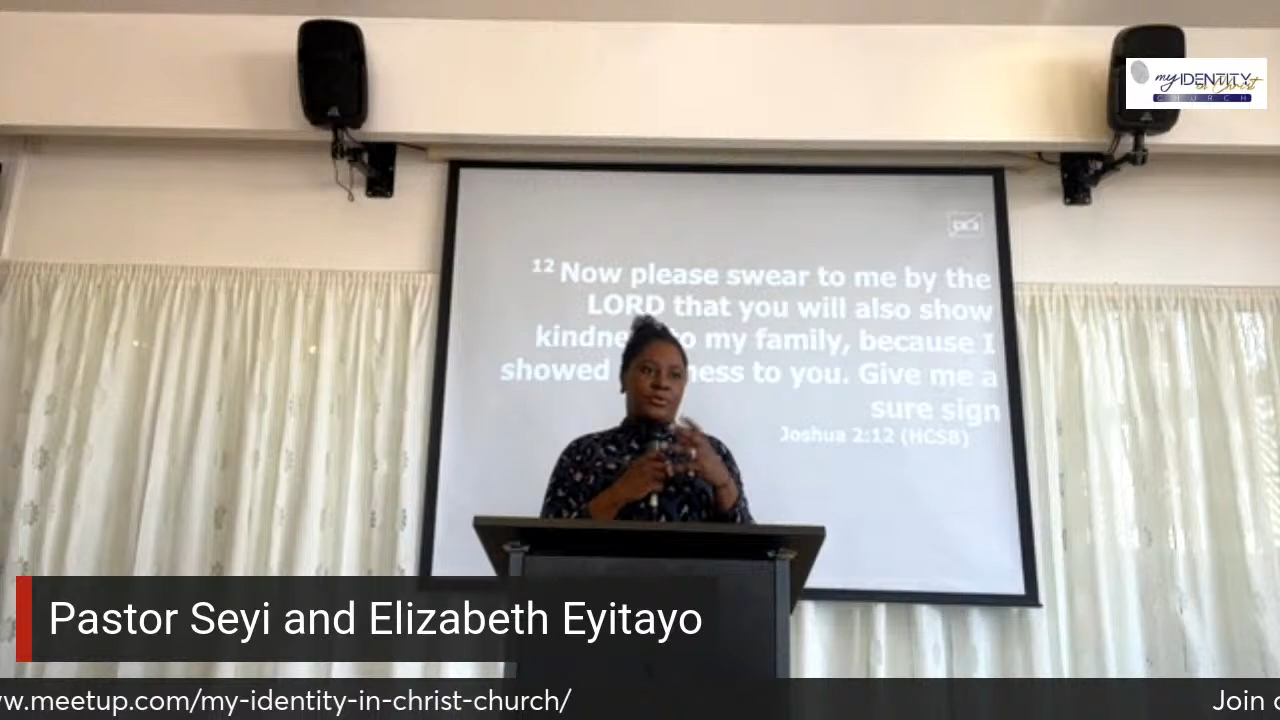 my IDENTITY
in Christ
CHURCH
12 Now please swear to me by the
LORD that you will also show
to my family, because I
showed to you. Give me a
sure sign
Joshua 2:12 (HCSB)
Pastor Seyi and Elizabeth Eyitayo
.meetup.com/my-identity-in-christ-church/
Join